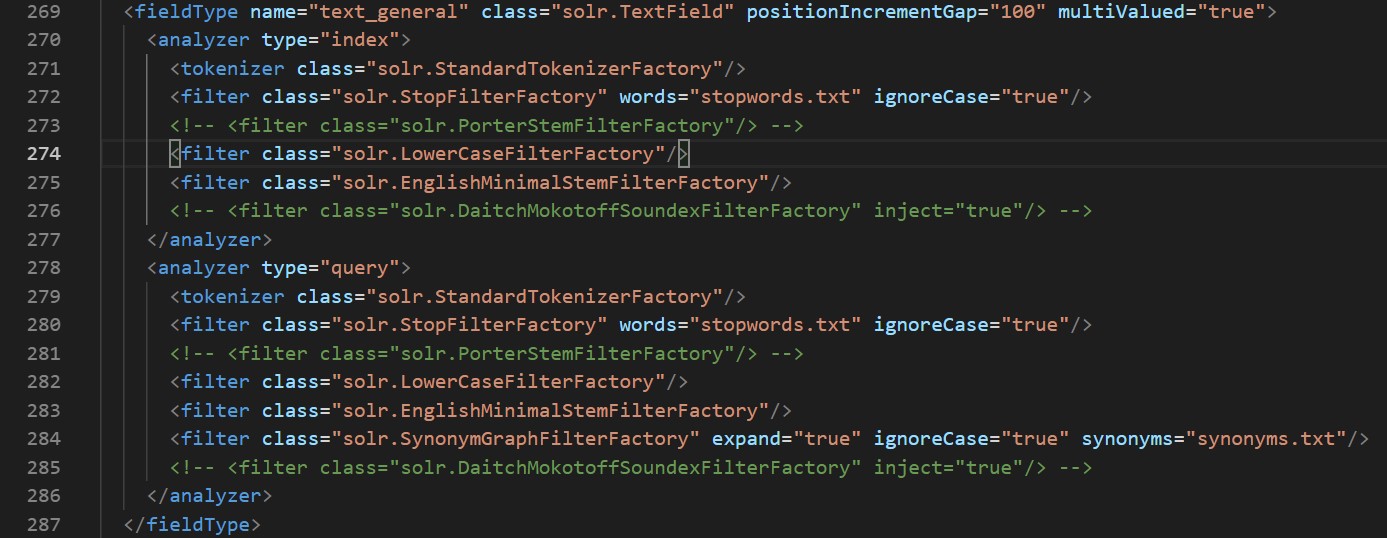 269 <fieldType name="text_general" class="solr.TextField" positionIncrementGap="100" multiValued="true">
270 <analyzer type="index">
271 <tokenizer class="solr.StandardTokenizerFactory"/>
272 <filter class="solr.StopFilterFactory" words="stopwords.txt" ignoreCase="true"/>
273 <!-- <filter class="solr.PorterStemFilterFactory"/> -->
274 <filter class="solr.LowerCaseFilterFactory"/>
275 <filter class="solr.EnglishMinimalStemFilterFactory"/>
276 <!-- <filter class="solr.DaitchMokotoffSoundexFilterFactory" inject="true"/> -->
277 </analyzer>
278 <analyzer type="query">
279 <tokenizer class="solr.StandardTokenizerFactory"/>
280 <filter class="solr.StopFilterFactory" words="stopwords.txt" ignoreCase="true"/>
281 <!-- <filter class="solr.PorterStemFilterFactory"/> -->
282 <filter class="solr.LowerCaseFilterFactory"/>
283 <filter class="solr.EnglishMinimalStemFilterFactory"/>
284 <filter class="solr.SynonymGraphFilterFactory" expand="true" ignoreCase="true" synonyms="synonyms.txt"/>
285 <!-- <filter class="solr.DaitchMokotoffSoundexFilterFactory" inject="true"/> -->
286 </analyzer>
287 </fieldType>